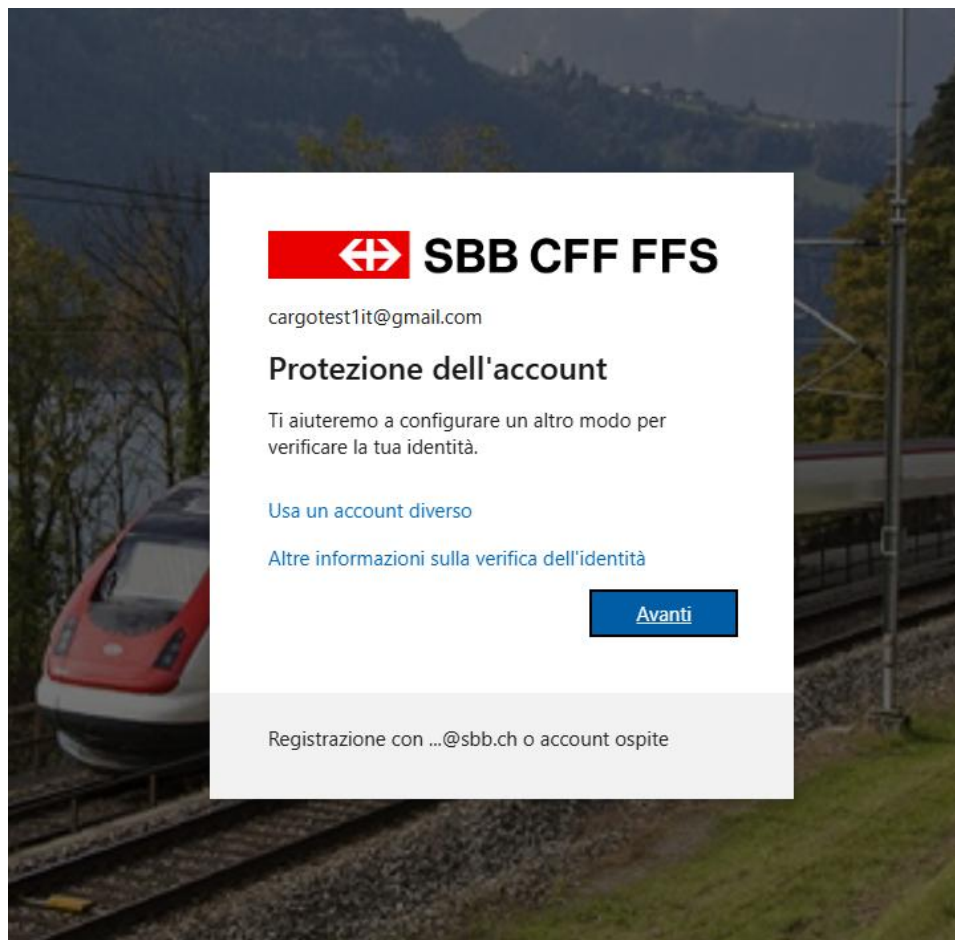 SBB CFF FFS
cargotest1it@gmail.com
Protezione dell'account
Ti aiuteremo a configurare un altro modo per
verificare la tua identità.
Usa un account diverso
Altre informazioni sulla verifica dell'identità
Avanti
Registrazione con ...@sbb.ch o account ospite